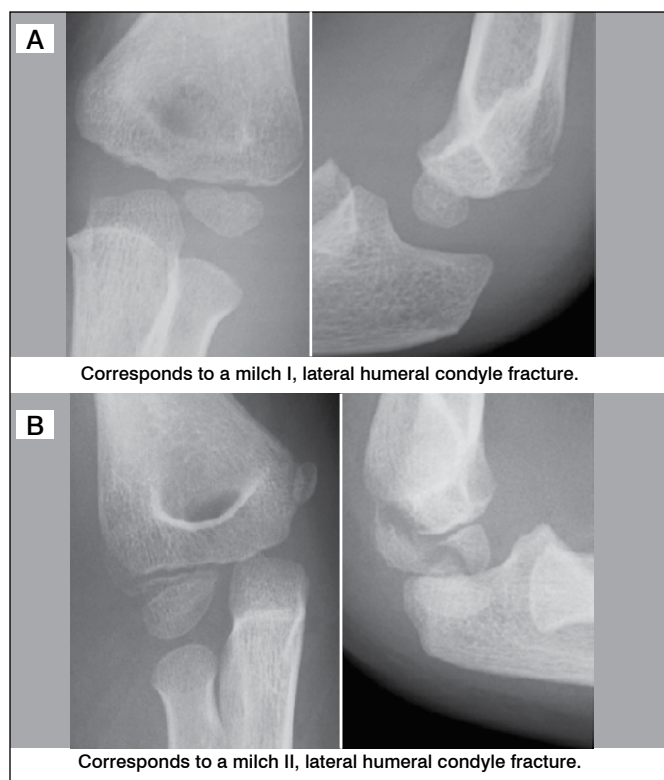 A
Corresponds to a milch I, lateral humeral condyle fracture.
B
Corresponds to a milch II, lateral humeral condyle fracture.